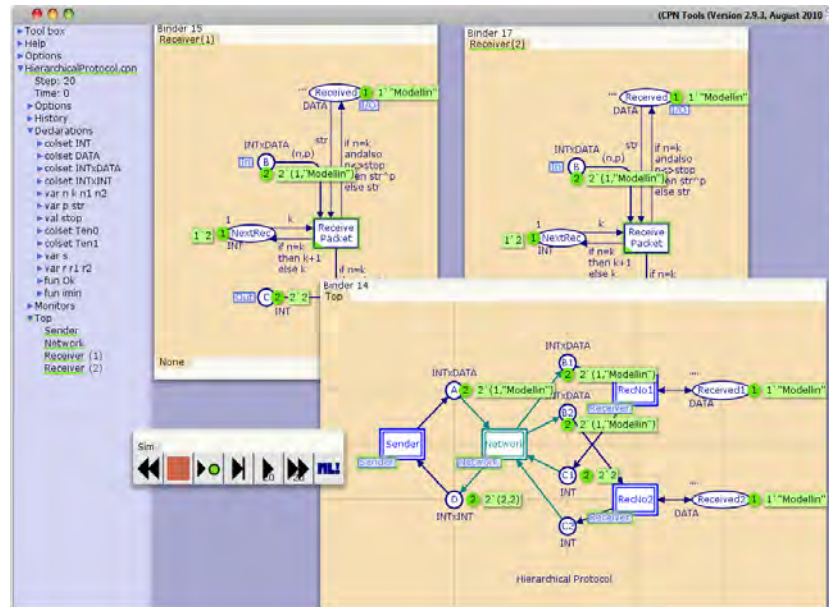 (CPN Tools (Version 2.9.3, August 2010
Tool box
Help
Options
HierarchicalProtocol.cpn
Step: 20
Time: 0
Options
History
Declarations
colset INT
colset DATA
colset INTxDATA
colset INTxINT
var n k n1 n2
var p str
val stop
colset Ten0
colset Ten1
var s
var r r1 r2
fun Ok
fun imin
Monitors
Top
Sender
Network
Receiver (1)
Receiver (2)
Binder 15
Receiver(1)
Received
1 1`"Modellin"
DATA
I/O
INTxDATA
str
if n=k
andalso
n<>stop
then str^p
else str
(n,p)
In
B
2 2`(1,"Modellin")
1
k
1`2 1
NextRec
INT
Receive
Packet
if n=k
then k+1
else k
if n=k
Out
C
2 2`2
INT
None
Binder 17
Receiver(2)
Received
1 1`"Modellin"
DATA
I/O
INTxDATA
str
if n=k
andalso
n<>stop
then str^p
else str
(n,p)
In
B
2 2`(1,"Modellin")
1
k
1`2 1
NextRec
INT
Receive
Packet
if n=k
then k+1
else k
if n=k
Binder 14
Top
INTxDATA
B1
2 2`(1,"Modellin")
RecNo1
Receiver
Received1
1 1`"Modellin"
DATA
INTxDATA
A
2 2`(1,"Modellin")
INTxDATA
B2
2 2`(1,"Modellin")
Sender
Sender
Network
Network
C1
2 2`2
INT
D
2 2`(2,2)
INTxINT
RecNo2
Receiver
Received2
1 1`"Modellin"
DATA
C2
INT
Hierarchical Protocol
Sim
ML!